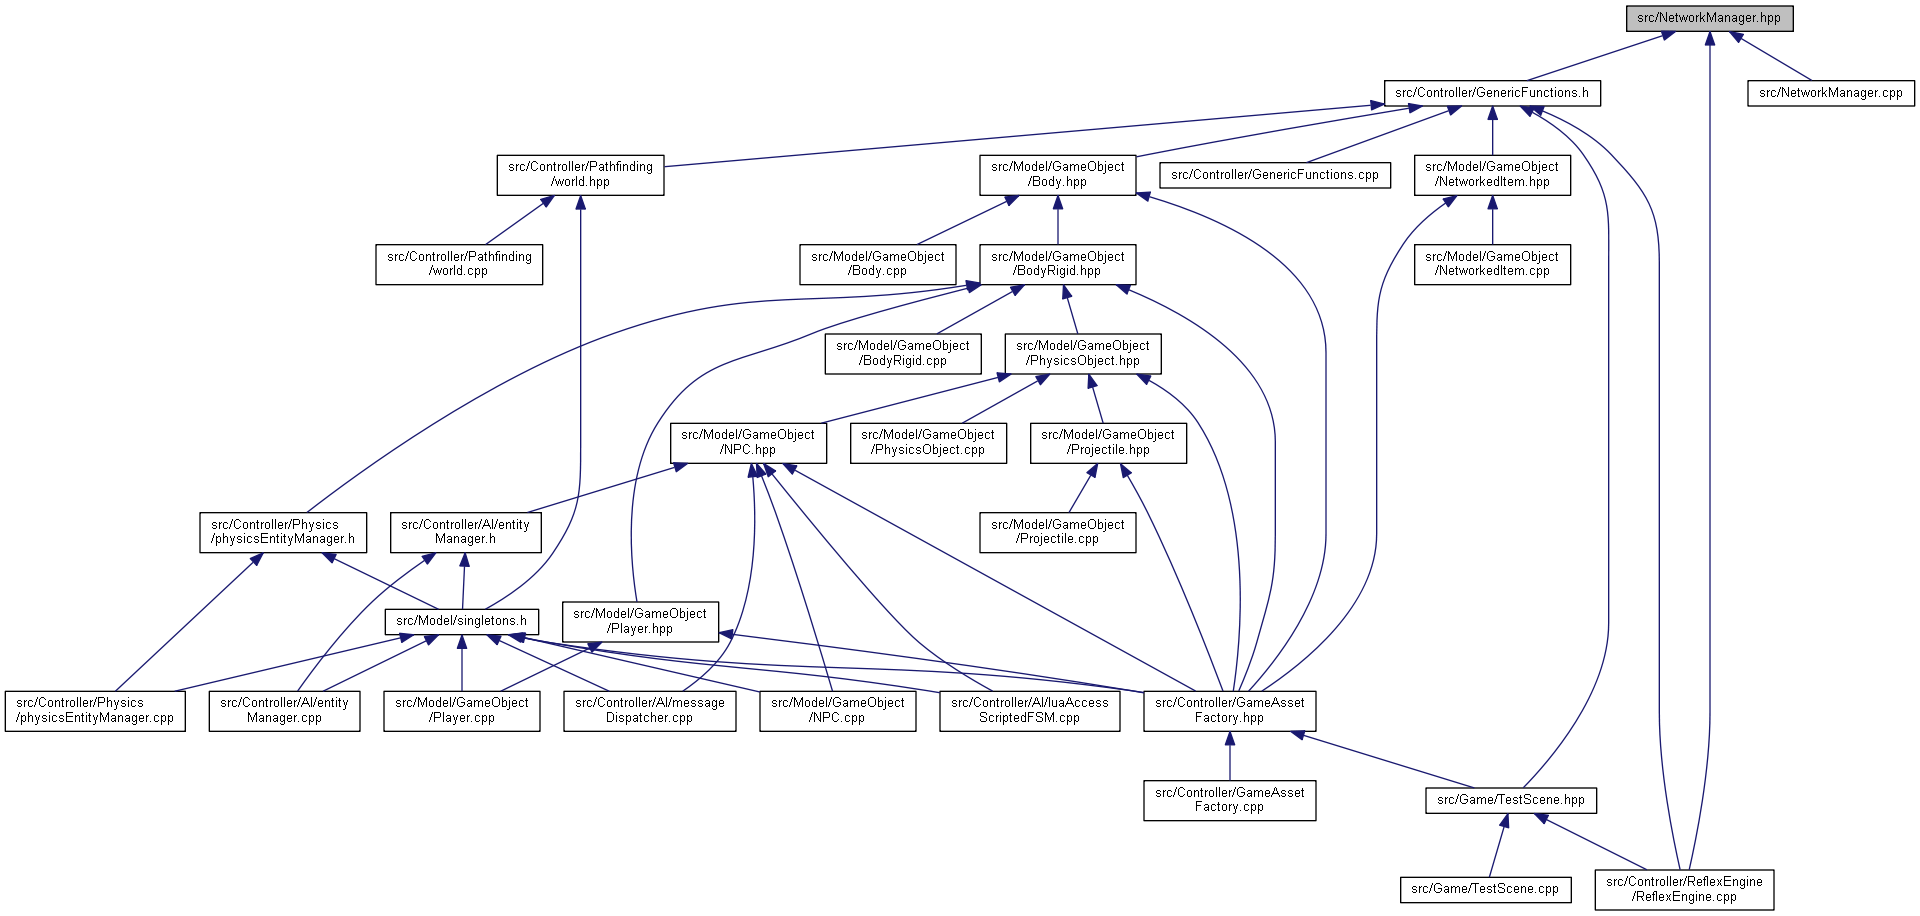 src/NetworkManager.hpp
src/Controller/GenericFunctions.h
src/NetworkManager.cpp
src/Controller/Pathfinding
/world.hpp
src/Model/GameObject
/Body.hpp
src/Controller/GenericFunctions.cpp
src/Model/GameObject
/NetworkedItem.hpp
src/Controller/Pathfinding
/world.cpp
src/Model/GameObject
/Body.cpp
src/Model/GameObject
/BodyRigid.hpp
src/Model/GameObject
/NetworkedItem.cpp
src/Model/GameObject
/BodyRigid.cpp
src/Model/GameObject
/PhysicsObject.hpp
src/Model/GameObject
/NPC.hpp
src/Model/GameObject
/PhysicsObject.cpp
src/Model/GameObject
/Projectile.hpp
src/Controller/Physics
/physicsEntityManager.h
src/Controller/AI/entity
Manager.h
src/Model/GameObject
/Projectile.cpp
src/Model/singletons.h
src/Model/GameObject
/Player.hpp
src/Controller/Physics
/physicsEntityManager.cpp
src/Controller/AI/entity
Manager.cpp
src/Model/GameObject
/Player.cpp
src/Controller/AI/message
Dispatcher.cpp
src/Model/GameObject
/NPC.cpp
src/Controller/AI/luaAccess
ScriptedFSM.cpp
src/Controller/GameAsset
Factory.hpp
src/Controller/GameAsset
Factory.cpp
src/Game/TestScene.hpp
src/Game/TestScene.cpp
src/Controller/ReflexEngine
/ReflexEngine.cpp